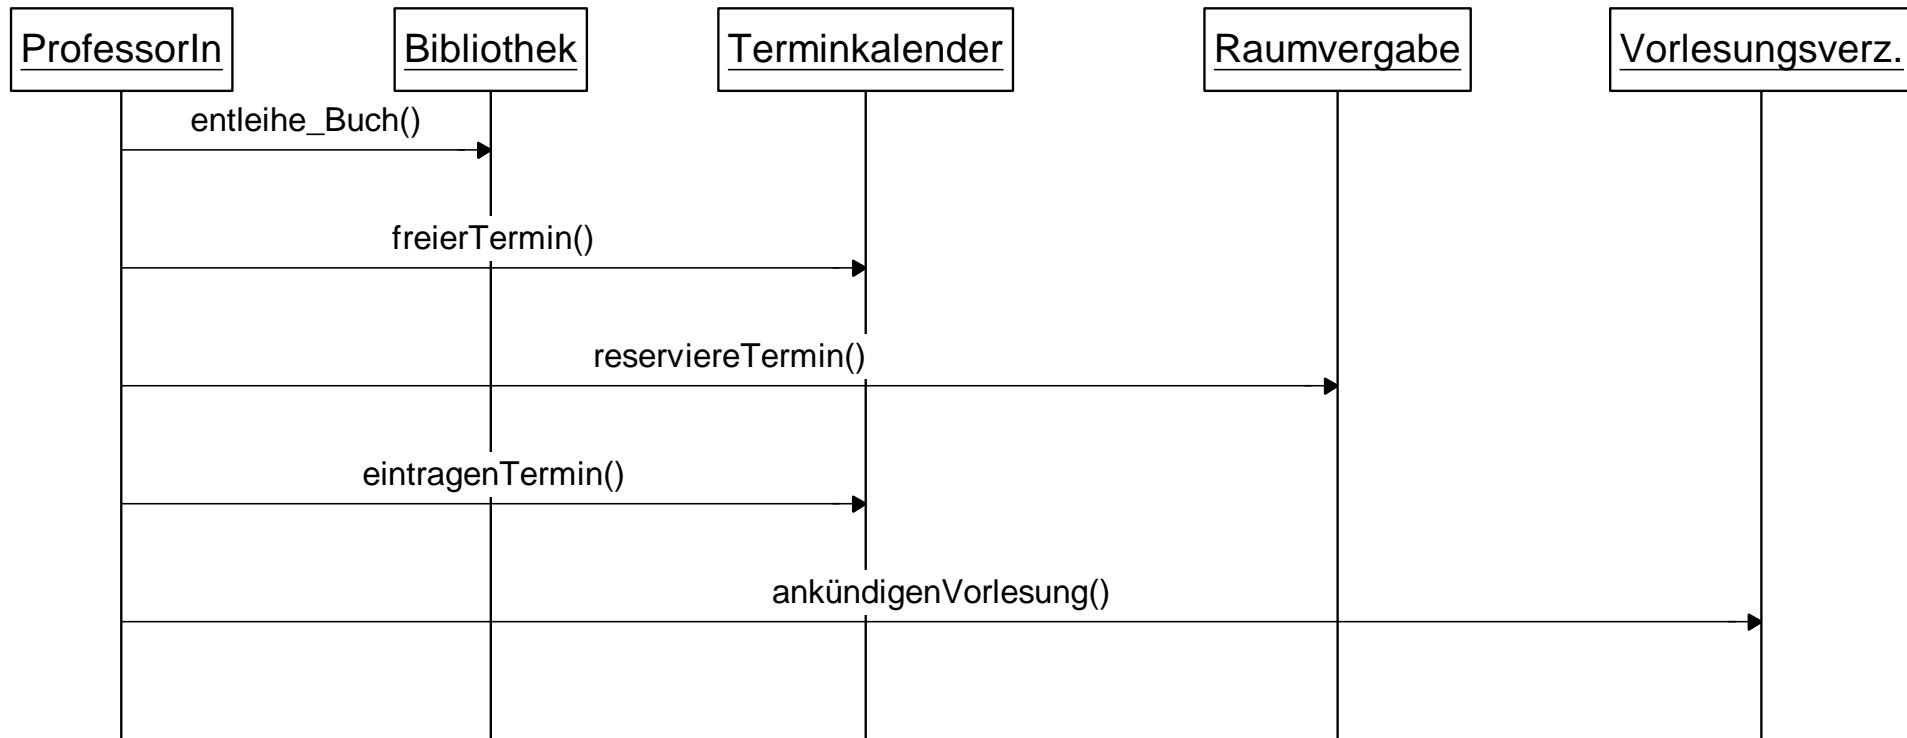 ProfessorIn
Bibliothek
Terminkalender
Raumvergabe
Vorlesungsverz.
entleihe_Buch()
freierTermin()
reserviereTermin()
eintragenTermin()
ankündigenVorlesung()